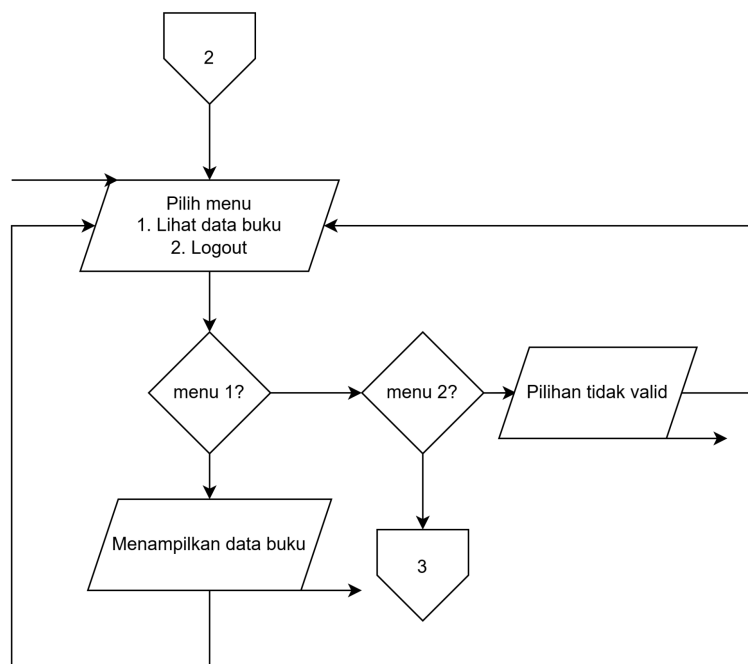 2
Pilih menu
1. Lihat data buku
2. Logout
menu 1?
menu 2?
Pilihan tidak valid
Menampilkan data buku
3